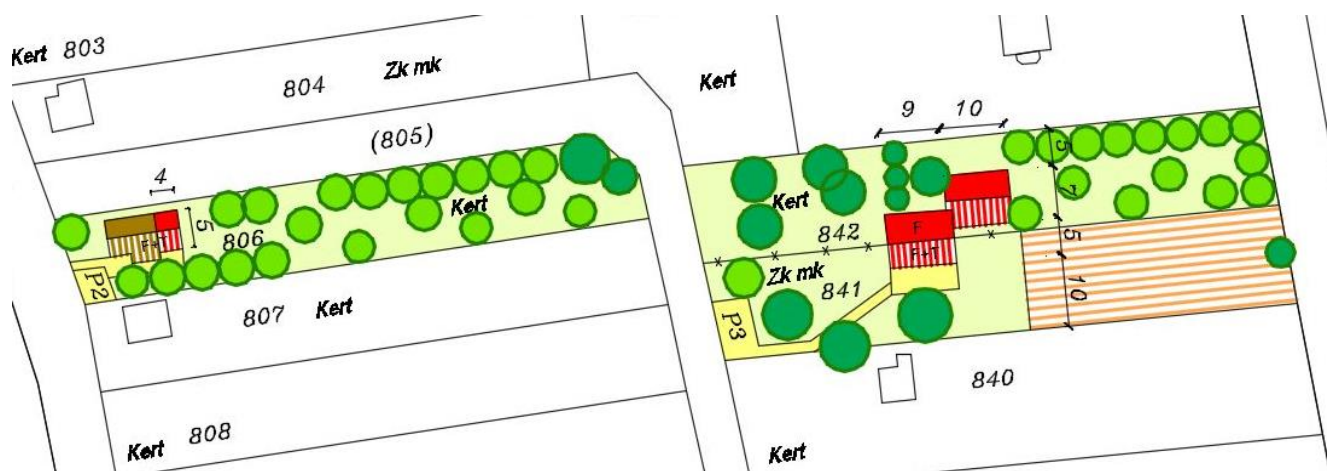 Kert 803
804 Zk mk
(805)
4
5
F+T
806
Kert
P2
807 Kert
Kert 808
Kert
9 10
5
7
5
10
Kert
842
F
F+T
Zk mk
841
P3
840
Kert